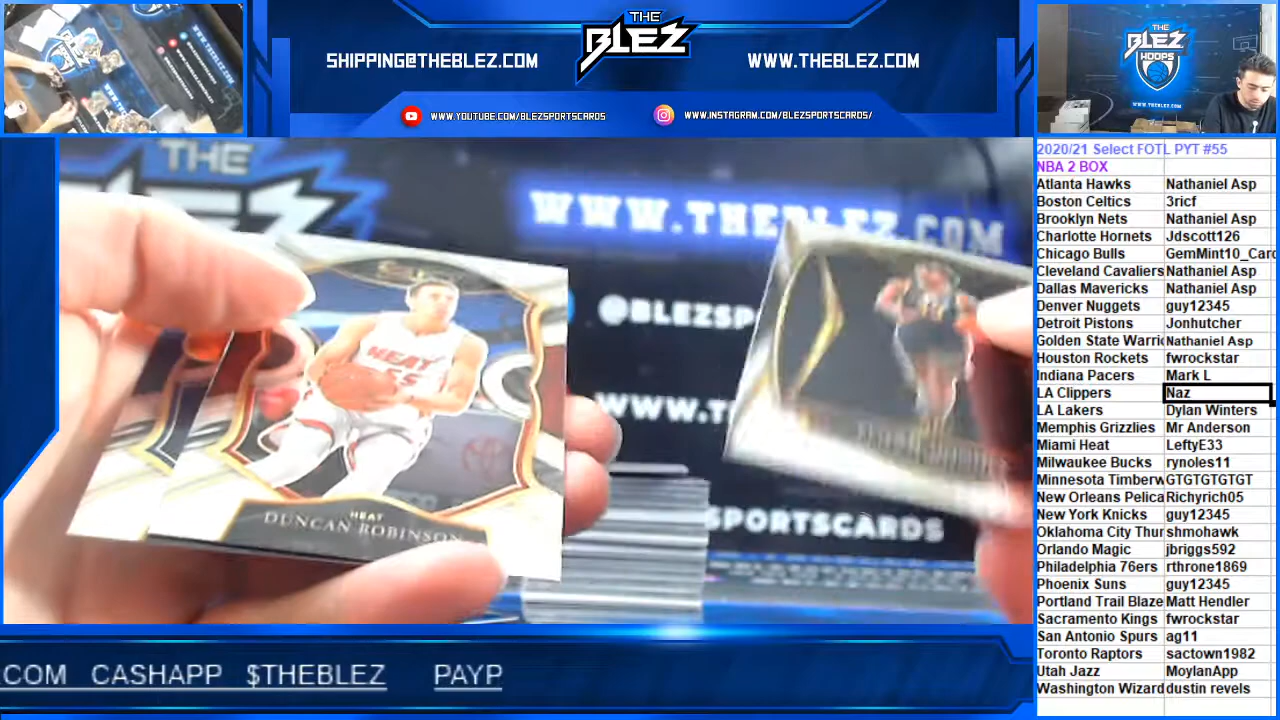 THE
BLEZ
SHIPPING@THEBLEZ.COM
WWW.THEBLEZ.COM
WWW.YOUTUBE.COM/BLEZSPORTSCARDS
WWW.INSTAGRAM.COM/BLEZSPORTSCARDS/
THE
BLEZ
HOOPS
WWW.THEBLEZ.COM
THE
WWW.THEBLEZ.COM
@BLEZSP
WWW.T
SPORTSCARDS
HEAT
HEAT
DUNCAN ROBINSON
2020/21 Select FOTL PYT #55
NBA 2 BOX
Atlanta Hawks Nathaniel Asp
Boston Celtics 3ricf
Brooklyn Nets Nathaniel Asp
Charlotte Hornets Jdscott126
Chicago Bulls GemMint10_Carc
Cleveland Cavaliers Nathaniel Asp
Dallas Mavericks Nathaniel Asp
Denver Nuggets guy12345
Detroit Pistons Jonhutcher
Golden State Warric Nathaniel Asp
Houston Rockets fwrockstar
Indiana Pacers Mark L
LA Clippers Naz
LA Lakers Dylan Winters
Memphis Grizzlies Mr Anderson
Miami Heat LeftyE33
Milwaukee Bucks rynoles11
Minnesota Timberw GTGTGTGTGT
New Orleans Pelica Richyrich05
New York Knicks guy12345
Oklahoma City Thur shmohawk
Orlando Magic jbriggs592
Philadelphia 76ers rthrone1869
Phoenix Suns guy12345
Portland Trail Blaze Matt Hendler
Sacramento Kings fwrockstar
San Antonio Spurs ag11
Toronto Raptors sactown1982
Utah Jazz MoylanApp
Washington Wizard dustin revels
.COM CASHAPP $THEBLEZ PAYP